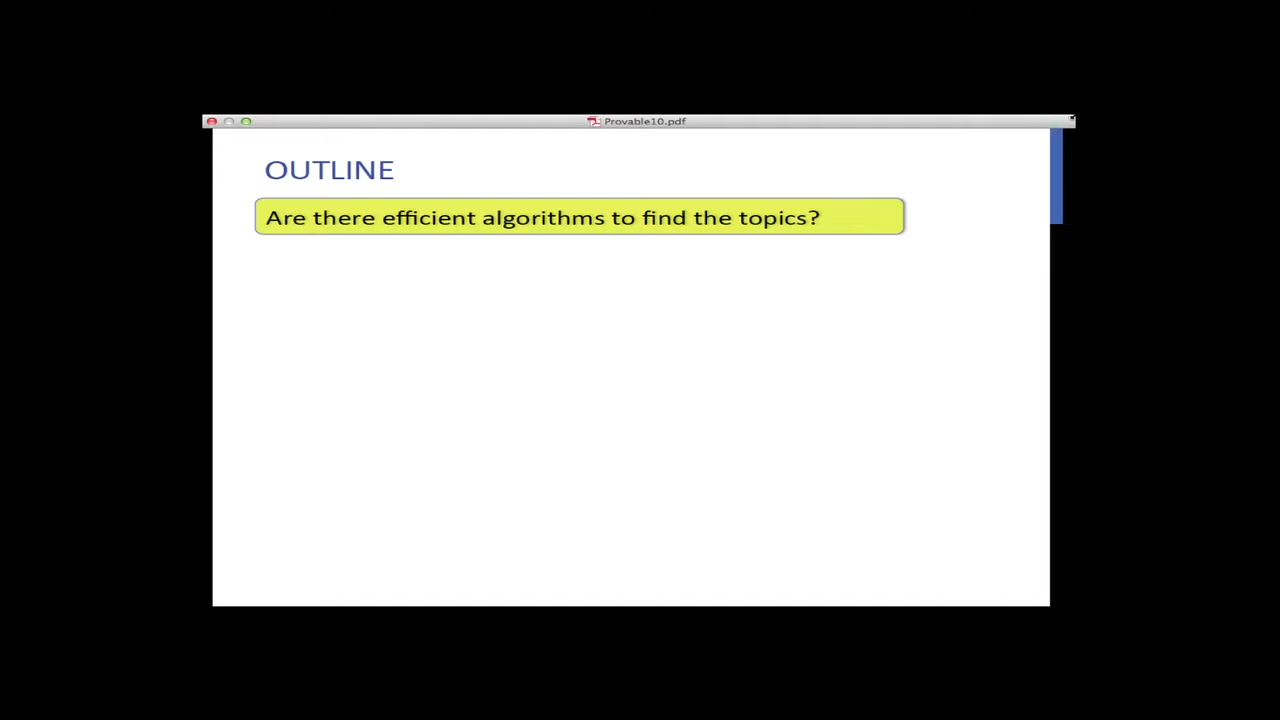 Provable10.pdf
OUTLINE
Are there efficient algorithms to find the topics?